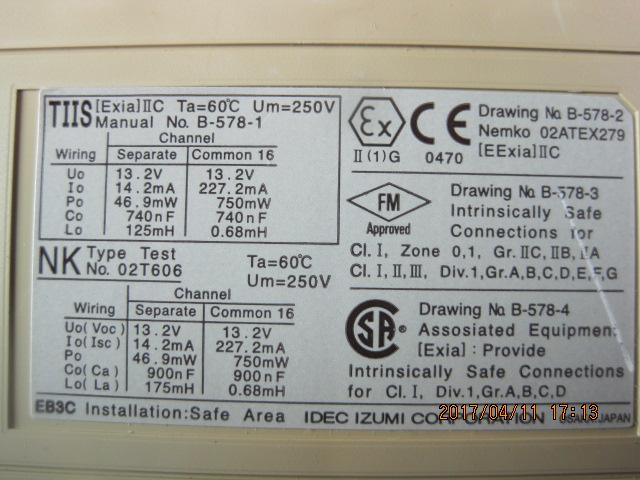 TIIS [Exia]IIC Ta=60℃ Um=250V
Manual No. B-578-1
Channel
Wiring Separate Common 16
Uo 13.2V 13.2V
Io 14.2mA 227.2mA
Po 46.9mW 750mW
Co 740nF 740nF
Lo 125mH 0.68mH
NK Type Test No. 02T606 Ta=60℃ Um=250V
Channel
Wiring Separate Common 16
Uo(Voc) 13.2V 13.2V
Io(Isc) 14.2mA 227.2mA
Po 46.9mW 750mW
Co(Ca) 900nF 900nF
Lo(La) 175mH 0.68mH
Ex CE
II(1)G 0470
Drawing No. B-578-2
Nemko 02ATEX279
[EExia]IIC
FM
Approved
Drawing No. B-578-3
Intrinsically Safe
Connections for
Cl.I, Zone 0,1, Gr.IIC,IIB,IIA
Cl.I,II,III, Div.1,Gr.A,B,C,D,E,F,G
CSA®
Drawing No. B-578-4
Assosiated Equipment
[Exia] : Provide
Intrinsically Safe Connections
for Cl.I, Div.1,Gr.A,B,C,D
EB3C Installation:Safe Area IDEC IZUMI CORPORATION OSAKA,JAPAN
2017/04/11 17:13